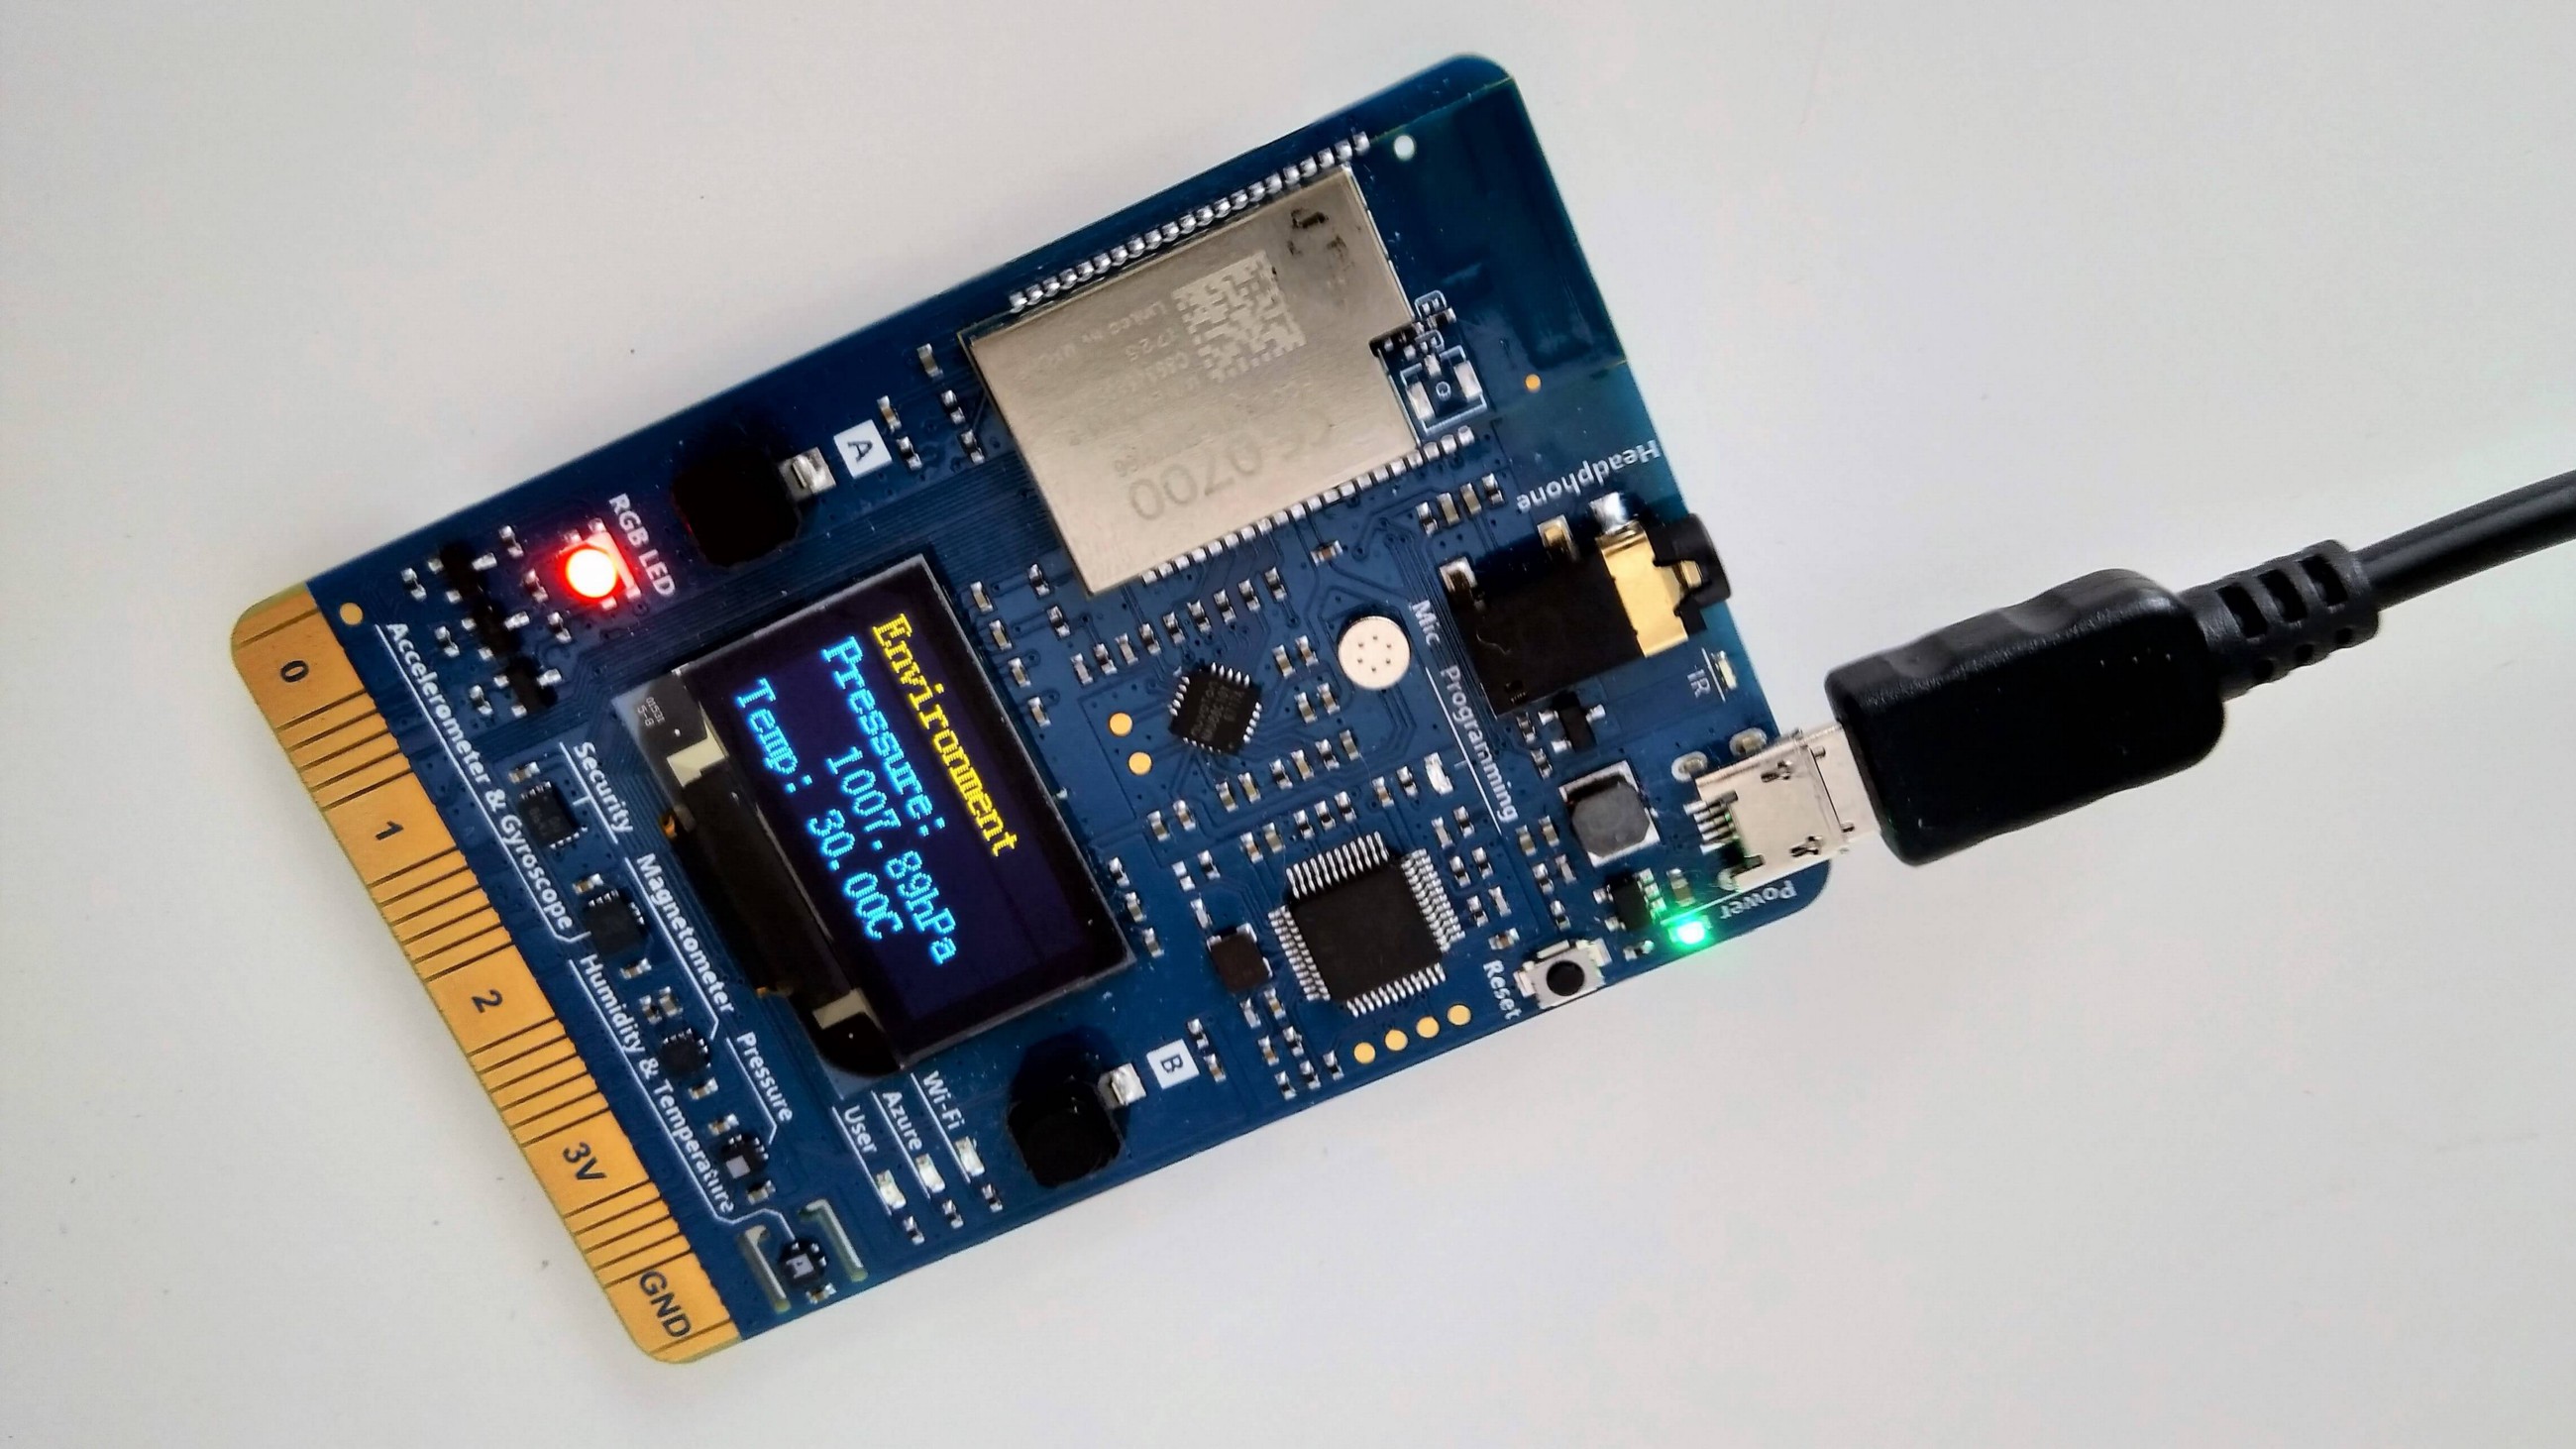 Environment
Pressure:
1007.89hPa
Temp: 30.00C
RGB LED
A
B
Headphone
Mic
Programming
IR
Power
Reset
Wi-Fi
Azure
User
Security
Magnetometer
Pressure
Accelerometer & Gyroscope
Humidity & Temperature
0
1
2
3V
GND
CE0700